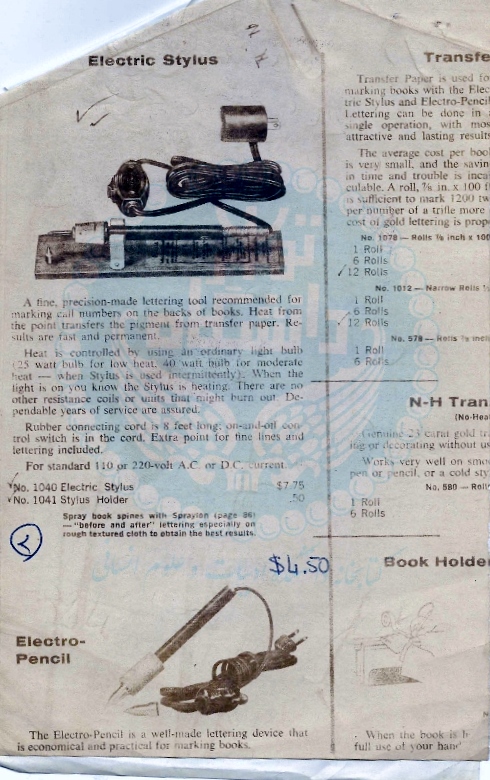 Electric Stylus
A fine, precision-made lettering tool recommended for
marking call numbers on the backs of books. Heat from
the point transfers the pigment from transfer paper. Re-
sults are fast and permanent.
Heat is controlled by using an ordinary light bulb
(25 watt bulb for low heat, 40 watt bulb for moderate
heat — when Stylus is used intermittently). When the
light is on you know the Stylus is heating. There are no
other resistance coils or units that might burn out. De-
pendable years of service are assured.
Rubber connecting cord is 8 feet long; on-and-off con-
trol switch is in the cord. Extra point for fine lines and
lettering included.
For standard 110 or 220-volt A.C. or D.C. current.
No. 1040 Electric Stylus $7.75
No. 1041 Stylus Holder .50
Spray book spines with Spraylon (page 86)
— "before and after" lettering especially on
rough textured cloth to obtain the best results.
$4.50
Electro-
Pencil
The Electro-Pencil is a well-made lettering device that
is economical and practical for marking books.
Transfe
Transfer Paper is used fo
marking books with the Elec
tric Stylus and Electro-Pencil
Lettering can be done in
single operation, with mos
attractive and lasting results
The average cost per boo
is very small, and the savin
in time and trouble is inca
culable. A roll, 7/8 in. x 100 f
is sufficient to mark 1200 tw
per number of a trifle more
cost of gold lettering is prop
No. 1078 — Rolls 7/8 inch x 100
1 Roll
6 Rolls
12 Rolls
No. 1012 — Narrow Rolls
1 Roll
6 Rolls
12 Rolls
No. 578 — Rolls inch
1 Roll
6 Rolls
N-H Tran
(No-Hea
Genuine 23 carat gold tr
ing or decorating without u
Works very well on smo
pen or pencil, or a cold sty
No. 580 — Roll
1 Roll
6 Rolls
Book Holde
When the book is h
full use of your hand